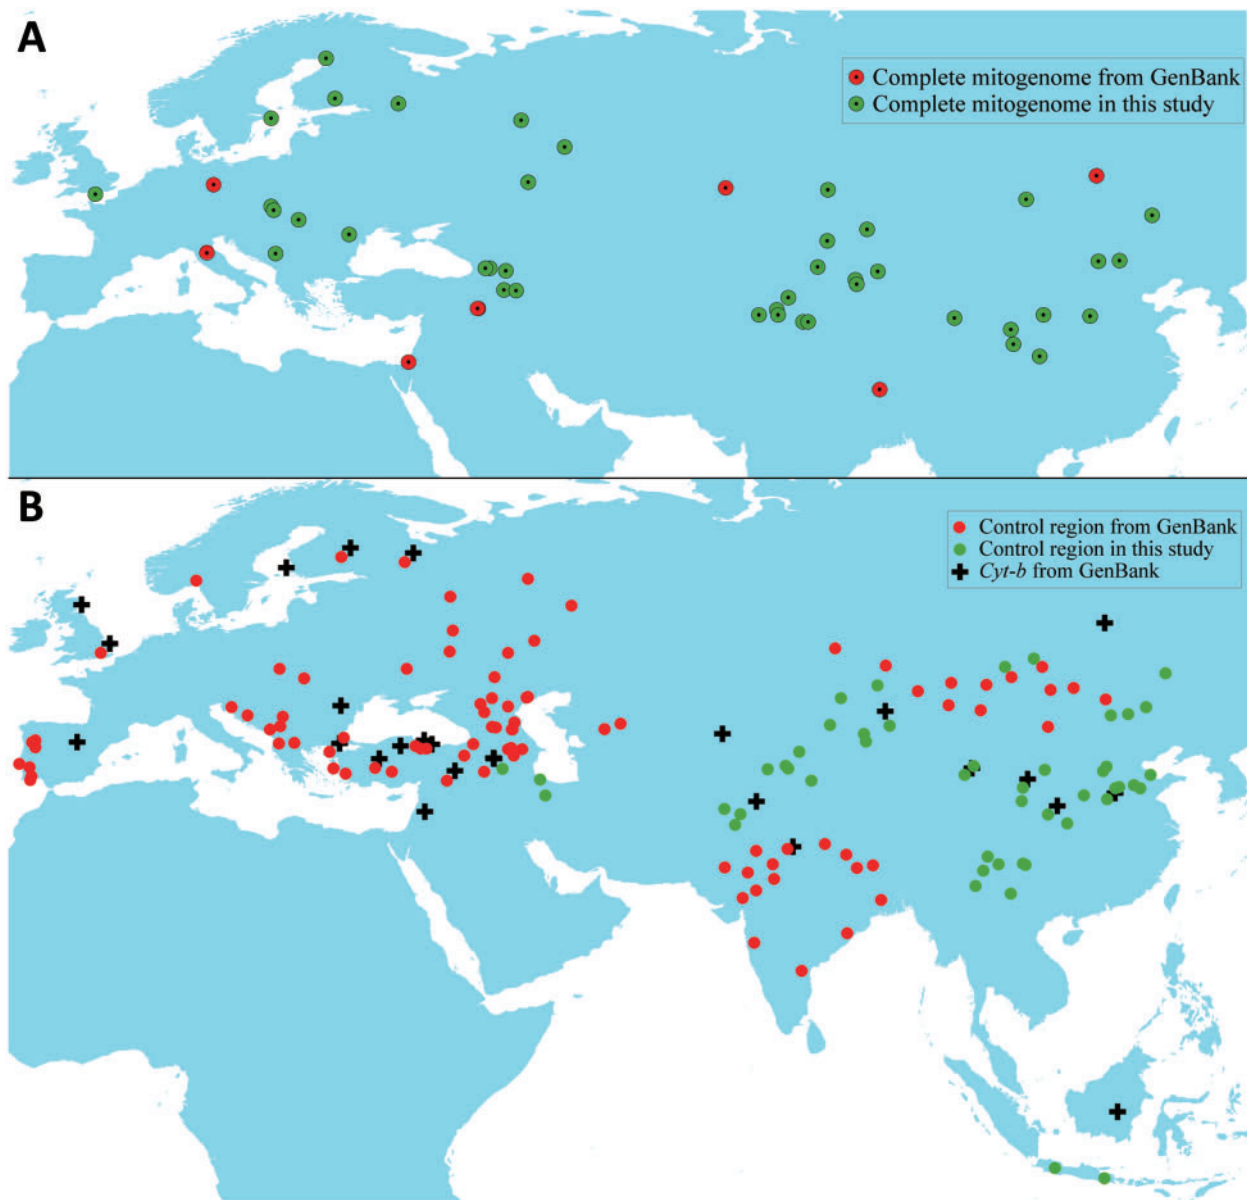 A
Complete mitogenome from GenBank
Complete mitogenome in this study
B
Control region from GenBank
Control region in this study
Cyt-b from GenBank